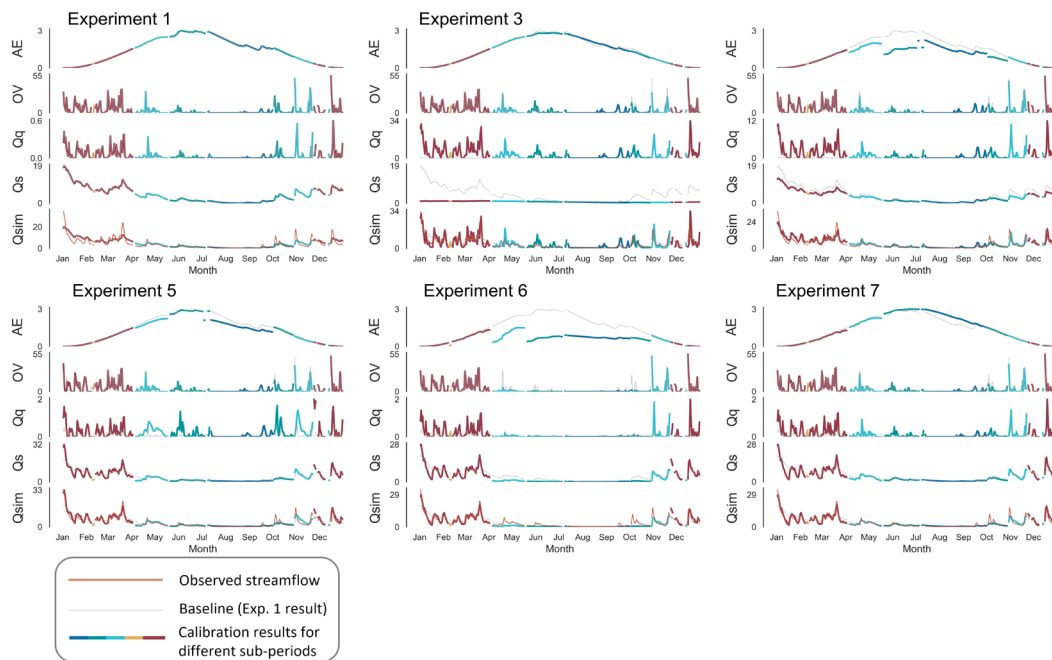 Experiment 1
AE
3
0
OV
55
0
Qq
0.6
0.0
Qs
19
0
Qsim
20
0
Jan Feb Mar Apr May Jun Jul Aug Sep Oct Nov Dec
Month
Experiment 3
AE
3
0
OV
55
0
Qq
34
0
Qs
19
0
Qsim
34
0
Jan Feb Mar Apr May Jun Jul Aug Sep Oct Nov Dec
Month
AE
3
0
OV
55
0
Qq
12
0
Qs
19
0
Qsim
24
0
Jan Feb Mar Apr May Jun Jul Aug Sep Oct Nov Dec
Month
Experiment 5
AE
3
0
OV
55
0
Qq
2
0
Qs
32
0
Qsim
33
0
Jan Feb Mar Apr May Jun Jul Aug Sep Oct Nov Dec
Month
Experiment 6
AE
3
0
OV
55
0
Qq
2
0
Qs
28
0
Qsim
29
0
Jan Feb Mar Apr May Jun Jul Aug Sep Oct Nov Dec
Month
Experiment 7
AE
3
0
OV
55
0
Qq
2
0
Qs
28
0
Qsim
29
0
Jan Feb Mar Apr May Jun Jul Aug Sep Oct Nov Dec
Month
Observed streamflow
Baseline (Exp. 1 result)
Calibration results for
different sub-periods